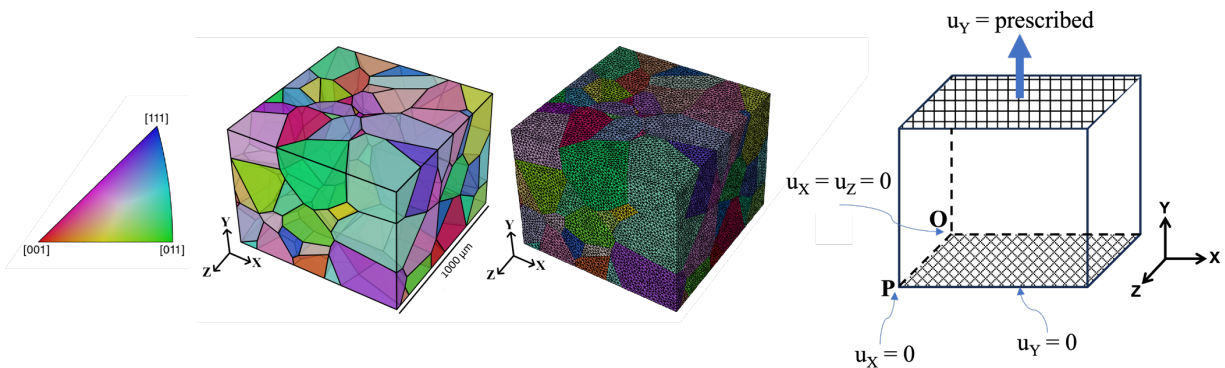 [111]
[001]
[011]
Y
X
Z
1000 μm
Y
X
Z
u_Y = prescribed
u_X = u_Z = 0
O
P
u_X = 0
u_Y = 0
Y
X
Z